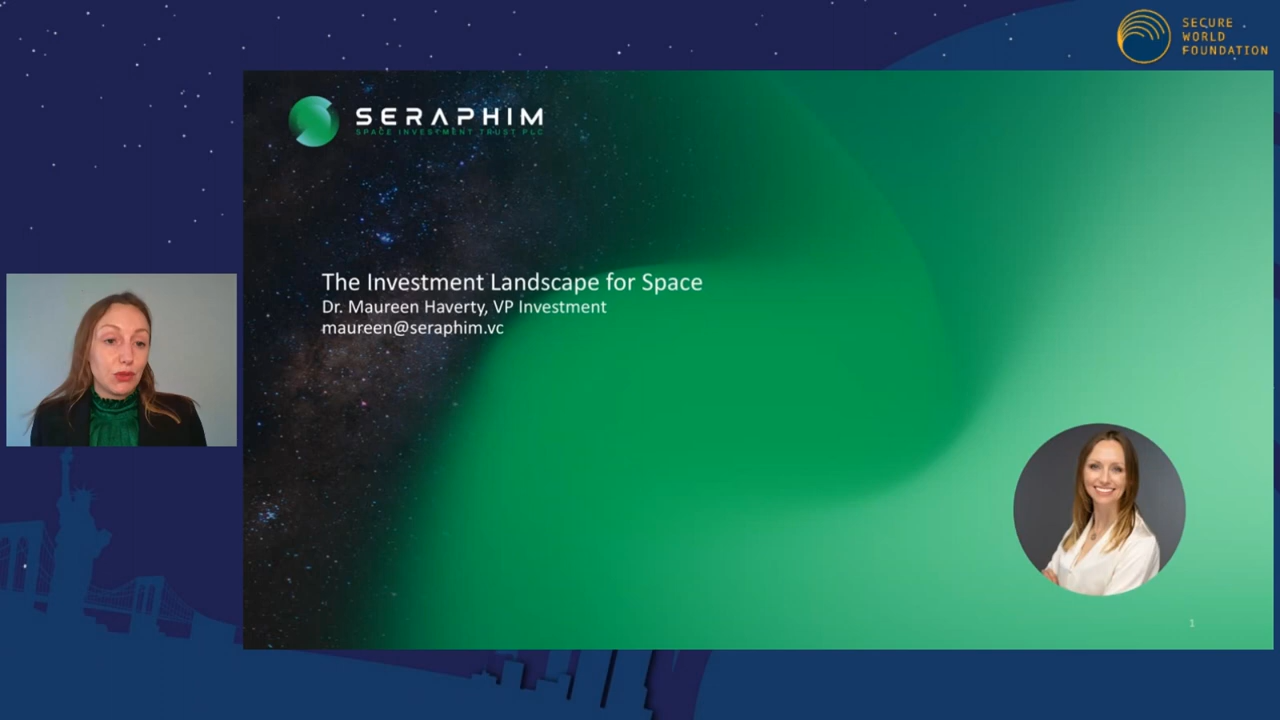 SECURE
WORLD
FOUNDATION
SERAPHIM
SPACE INVESTMENT TRUST PLC
The Investment Landscape for Space
Dr. Maureen Haverty, VP Investment
maureen@seraphim.vc
1